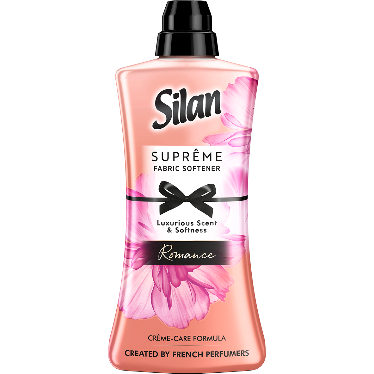 Silan
SUPRÊME
FABRIC SOFTENER
Luxurious Scent
& Softness
Romance
CRÈME-CARE FORMULA
CREATED BY FRENCH PERFUMERS